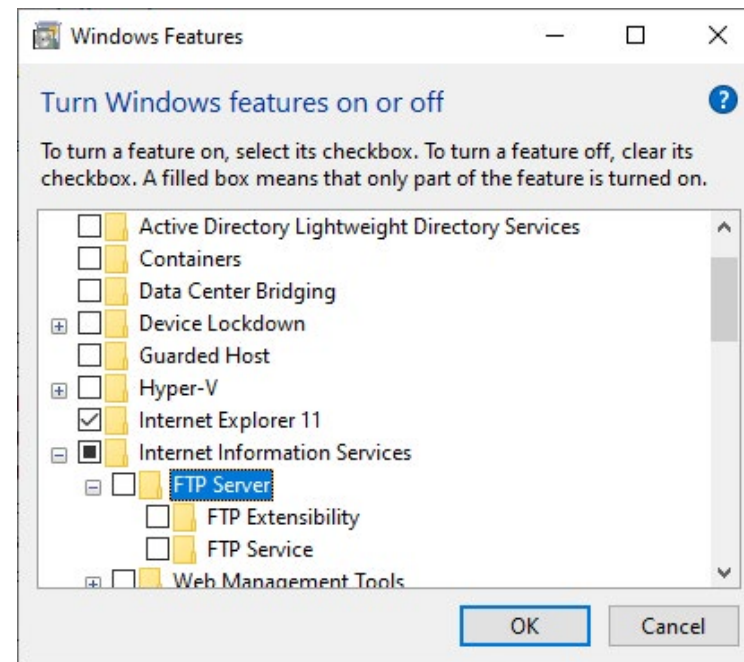 Windows Features
Turn Windows features on or off
To turn a feature on, select its checkbox. To turn a feature off, clear its
checkbox. A filled box means that only part of the feature is turned on.
Active Directory Lightweight Directory Services
Containers
Data Center Bridging
Device Lockdown
Guarded Host
Hyper-V
Internet Explorer 11
Internet Information Services
FTP Server
FTP Extensibility
FTP Service
Web Management Tools
OK Cancel